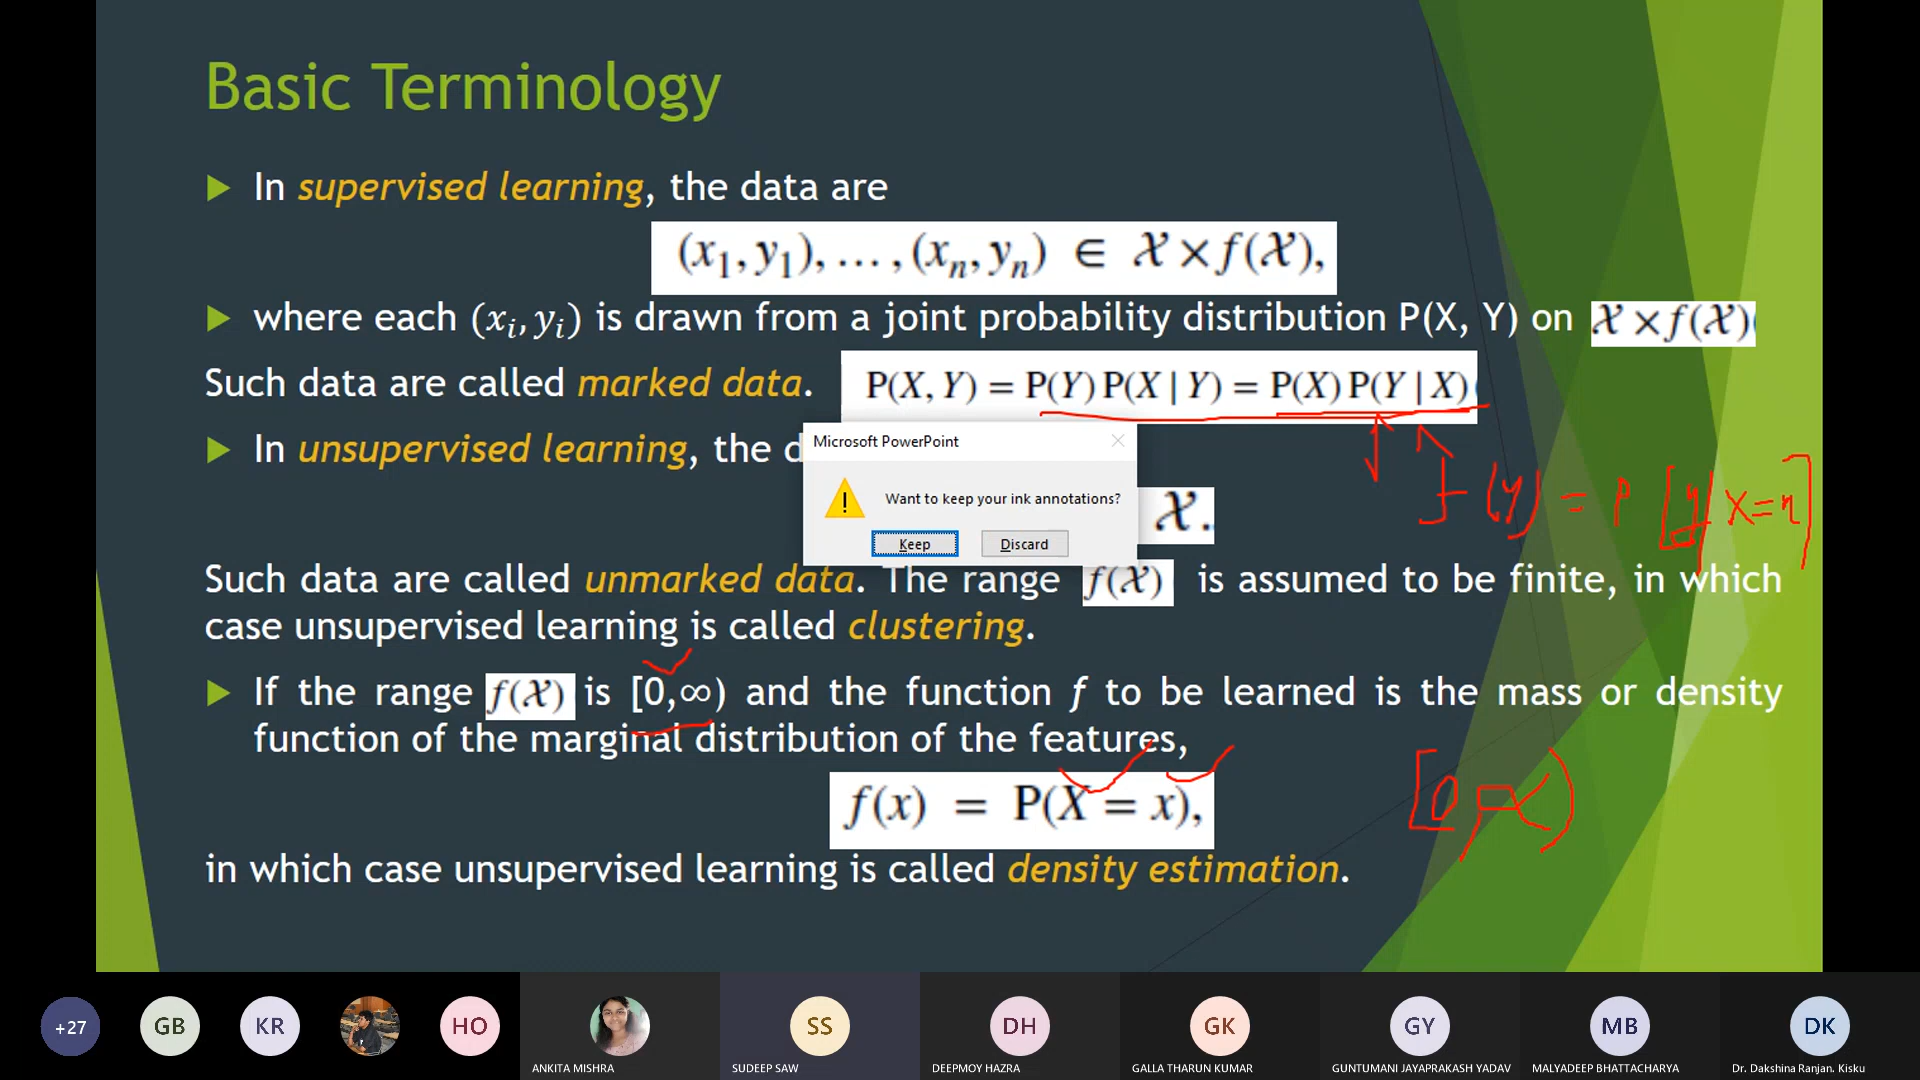 Basic Terminology
▶ In supervised learning, the data are
(x₁, y₁), … , (xₙ, yₙ) ∈ 𝒳 × f(𝒳),
▶ where each (xᵢ, yᵢ) is drawn from a joint probability distribution P(X, Y) on 𝒳 × f(𝒳)
Such data are called marked data. P(X, Y) = P(Y) P(X | Y) = P(X) P(Y | X)
▶ In unsupervised learning, the d
Microsoft PowerPoint
Want to keep your ink annotations?
Keep Discard
𝒳.
f(y) = P[y|X=x]
Such data are called unmarked data. The range f(𝒳) is assumed to be finite, in which
case unsupervised learning is called clustering.
▶ If the range f(𝒳) is [0,∞) and the function f to be learned is the mass or density
function of the marginal distribution of the features,
f(x) = P(X = x),
[0, ∝)
in which case unsupervised learning is called density estimation.
+27 GB KR HO SS DH GK GY MB DK
ANKITA MISHRA SUDEEP SAW DEEPMOY HAZRA GALLA THARUN KUMAR GUNTUMANI JAYAPRAKASH YADAV MALYADEEP BHATTACHARYA Dr. Dakshina Ranjan. Kisku